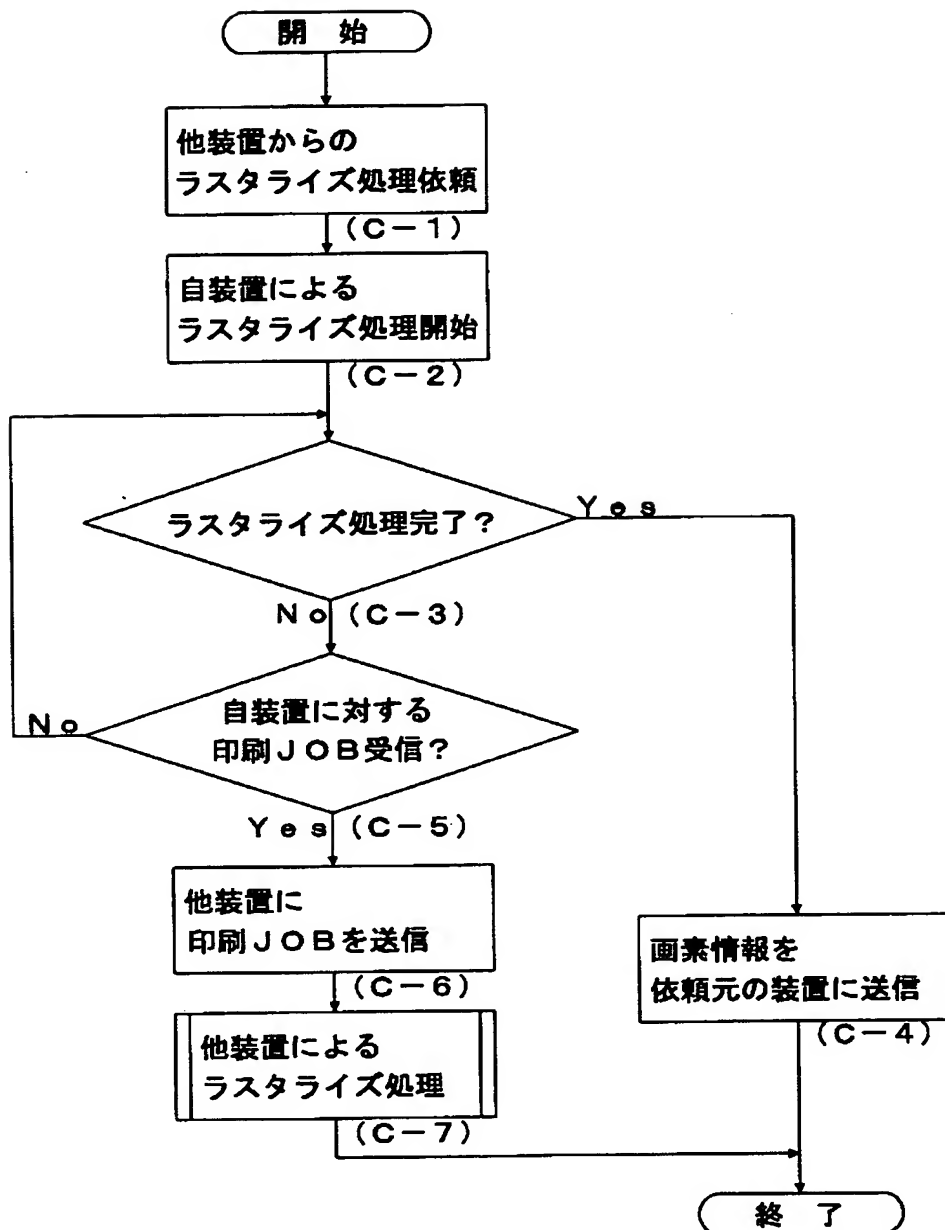 開 始
他装置からの
ラスタライズ処理依頼
(C-1)
自装置による
ラスタライズ処理開始
(C-2)
ラスタライズ処理完了?
Yes
No (C-3)
自装置に対する
印刷JOB受信?
No
Yes (C-5)
他装置に
印刷JOBを送信
(C-6)
他装置による
ラスタライズ処理
(C-7)
画素情報を
依頼元の装置に送信
(C-4)
終 了